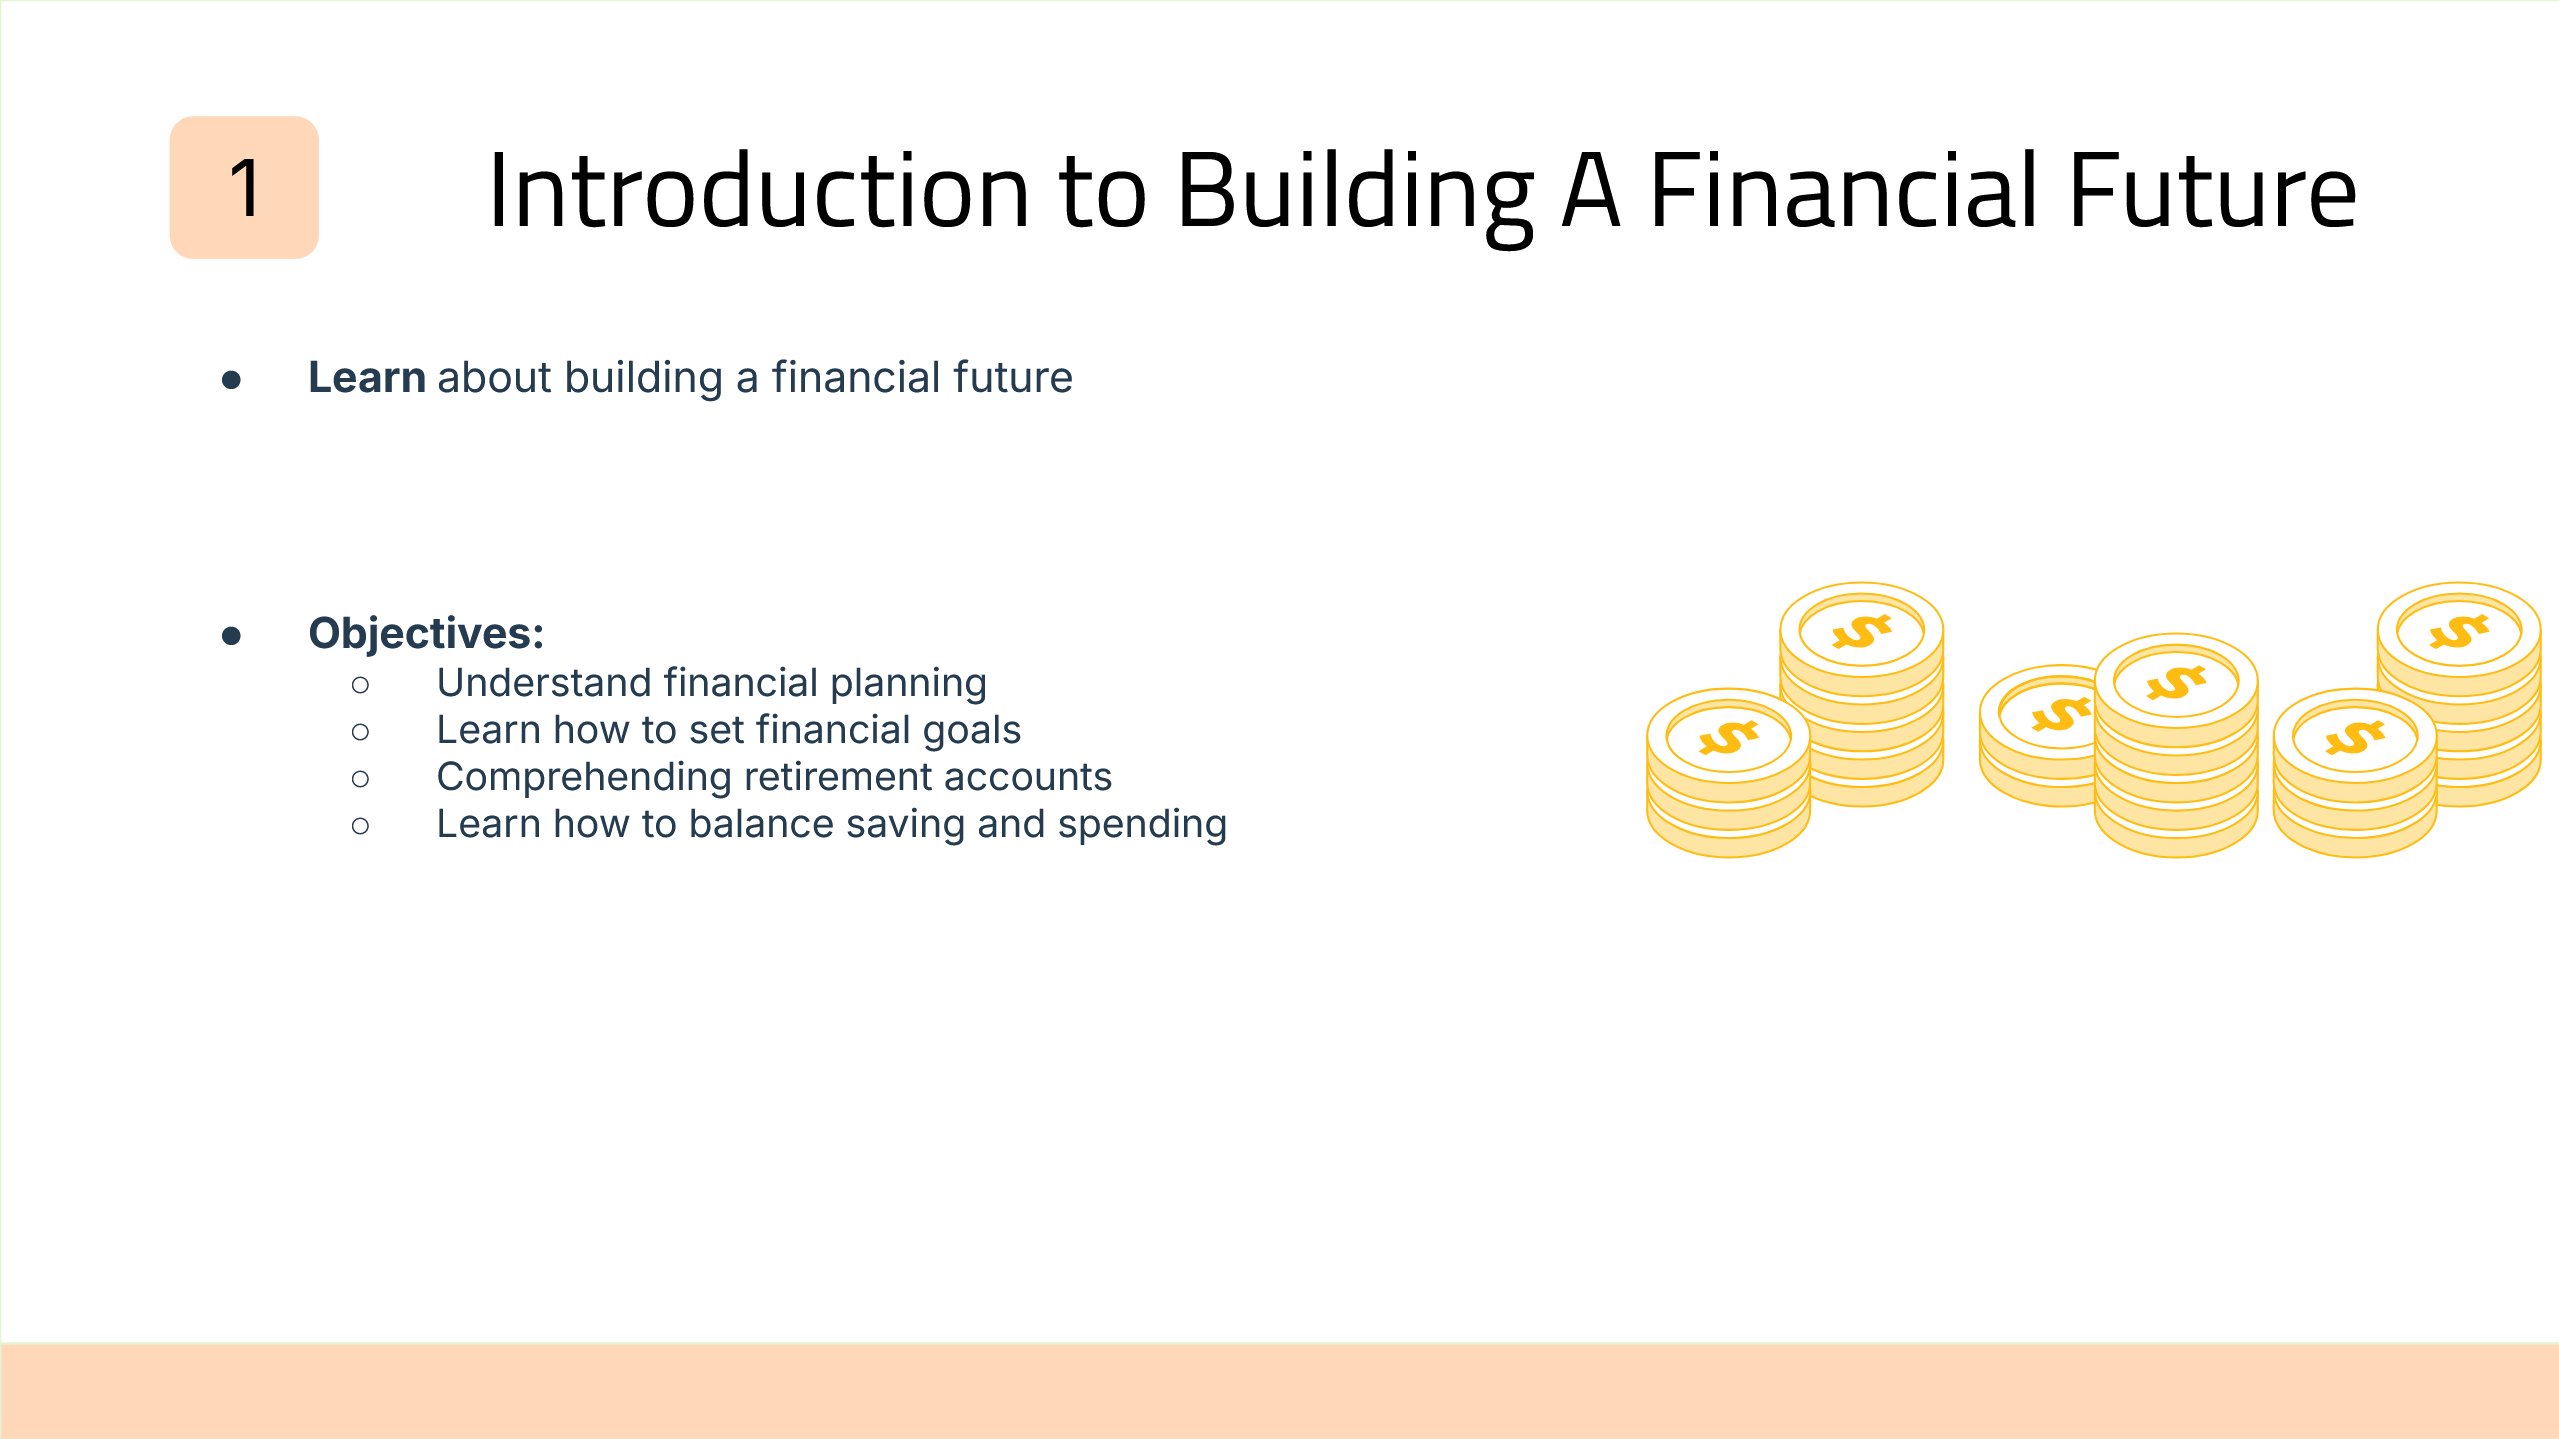 1
Introduction to Building A Financial Future
● Learn about building a financial future
● Objectives:
○ Understand financial planning
○ Learn how to set financial goals
○ Comprehending retirement accounts
○ Learn how to balance saving and spending
$
$
$
$
$
$